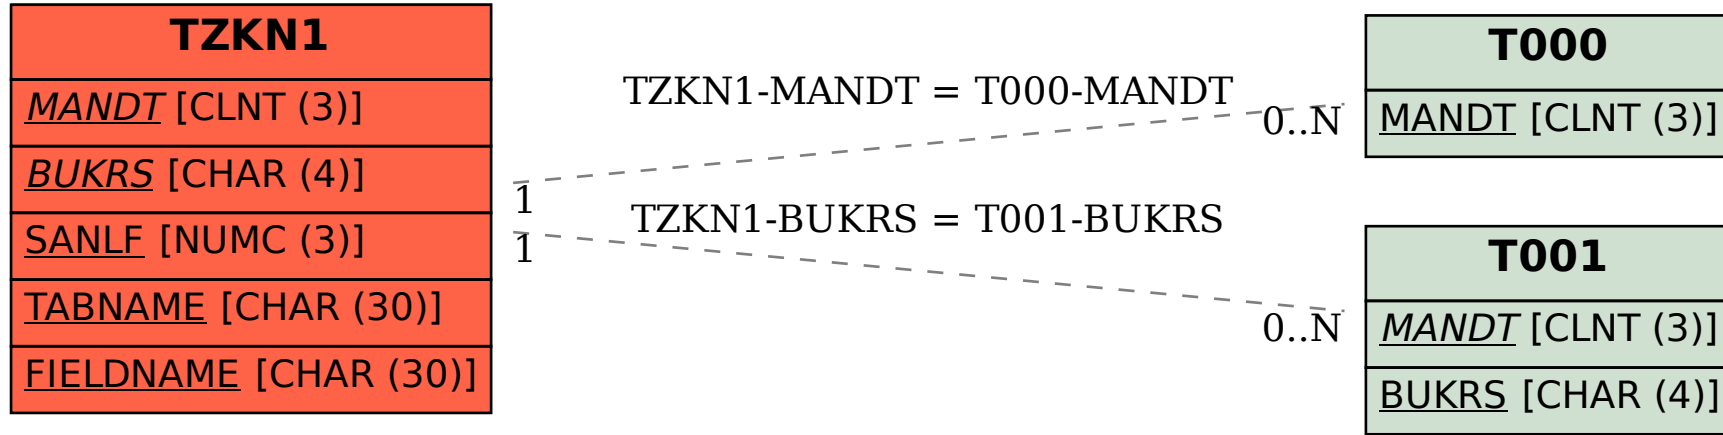 TZKN1
MANDT [CLNT (3)]
BUKRS [CHAR (4)]
SANLF [NUMC (3)]
TABNAME [CHAR (30)]
FIELDNAME [CHAR (30)]
TZKN1-MANDT = T000-MANDT
0..N
1
TZKN1-BUKRS = T001-BUKRS
1
0..N
T000
MANDT [CLNT (3)]
T001
MANDT [CLNT (3)]
BUKRS [CHAR (4)]